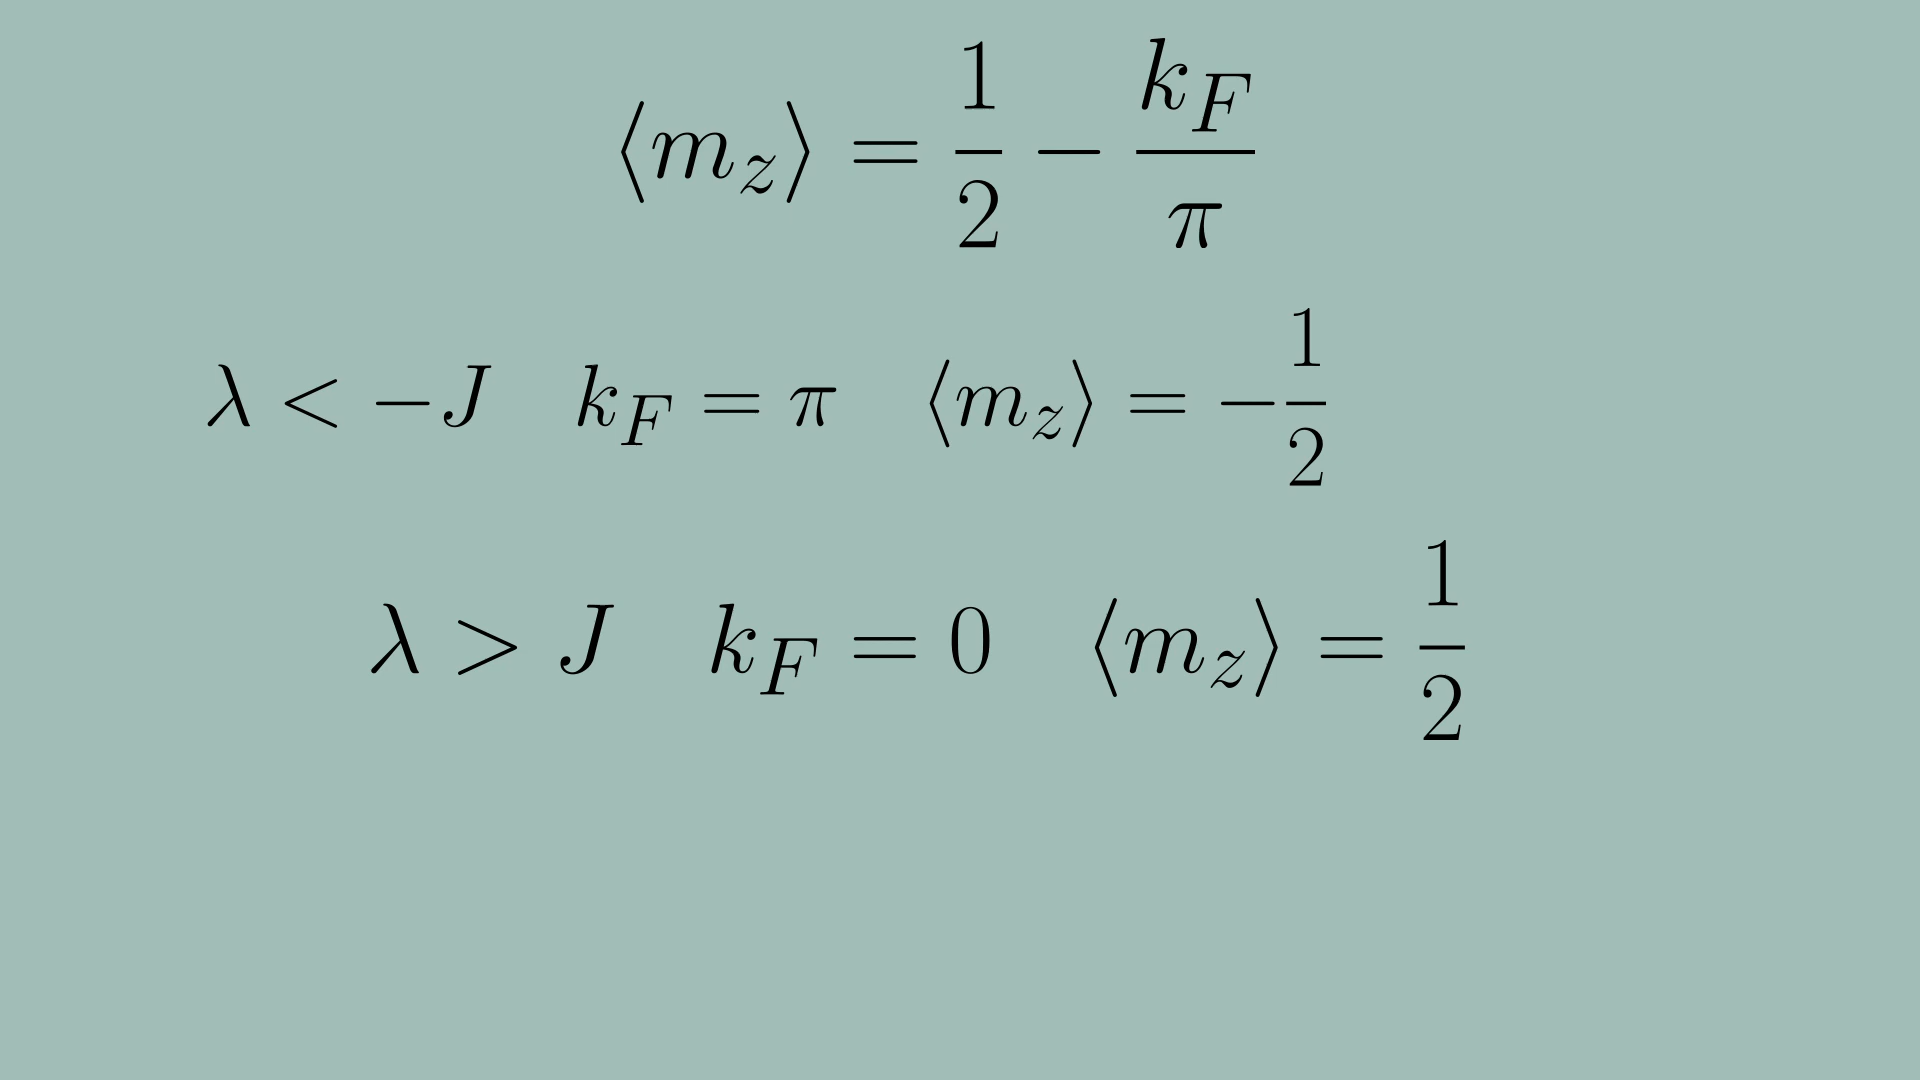 ⟨m_z⟩ = 1/2 − k_F/π
λ < −J k_F = π ⟨m_z⟩ = −1/2
λ > J k_F = 0 ⟨m_z⟩ = 1/2